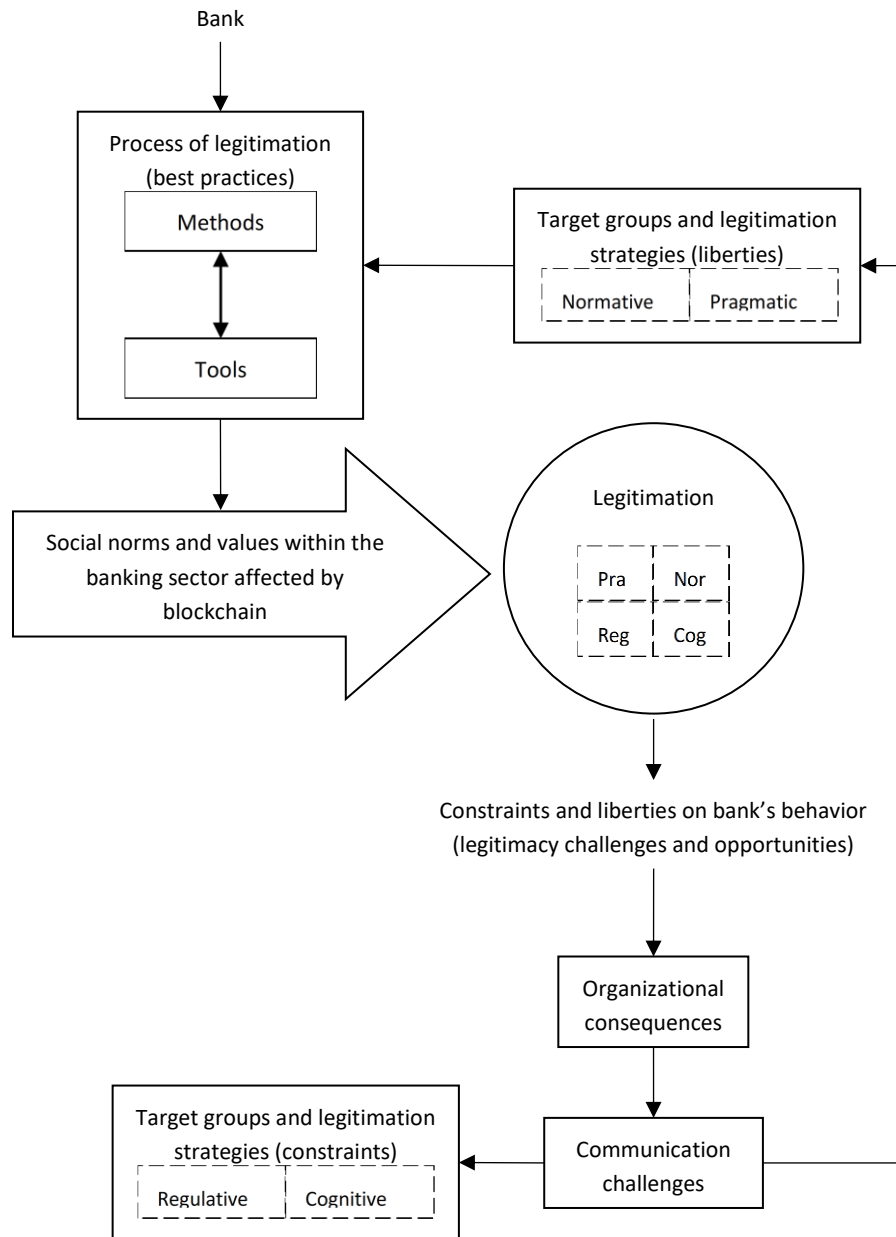 Bank
Process of legitimation
(best practices)
Methods
Tools
Target groups and legitimation
strategies (liberties)
Normative
Pragmatic
Social norms and values within the
banking sector affected by
blockchain
Legitimation
Pra
Nor
Reg
Cog
Constraints and liberties on bank’s behavior
(legitimacy challenges and opportunities)
Organizational
consequences
Communication
challenges
Target groups and legitimation
strategies (constraints)
Regulative
Cognitive